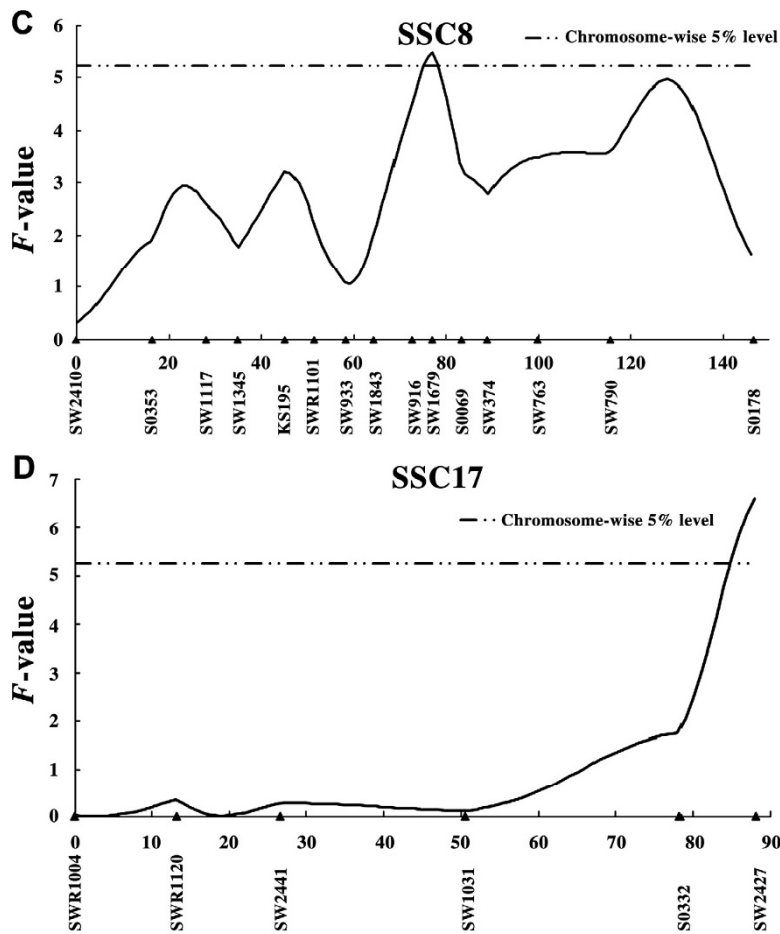 C
SSC8
Chromosome-wise 5% level
F-value
6
5
4
3
2
1
0
0 20 40 60 80 100 120 140
SW2410 S0353 SW1117 SW1345 KS195 SWR1101 SW933 SW1843 SW916 SW1679 S0069 SW374 SW763 SW790 S0178
D
SSC17
Chromosome-wise 5% level
F-value
7
6
5
4
3
2
1
0
0 10 20 30 40 50 60 70 80 90
SWR1004 SWR1120 SW2441 SW1031 S0332 SW2427